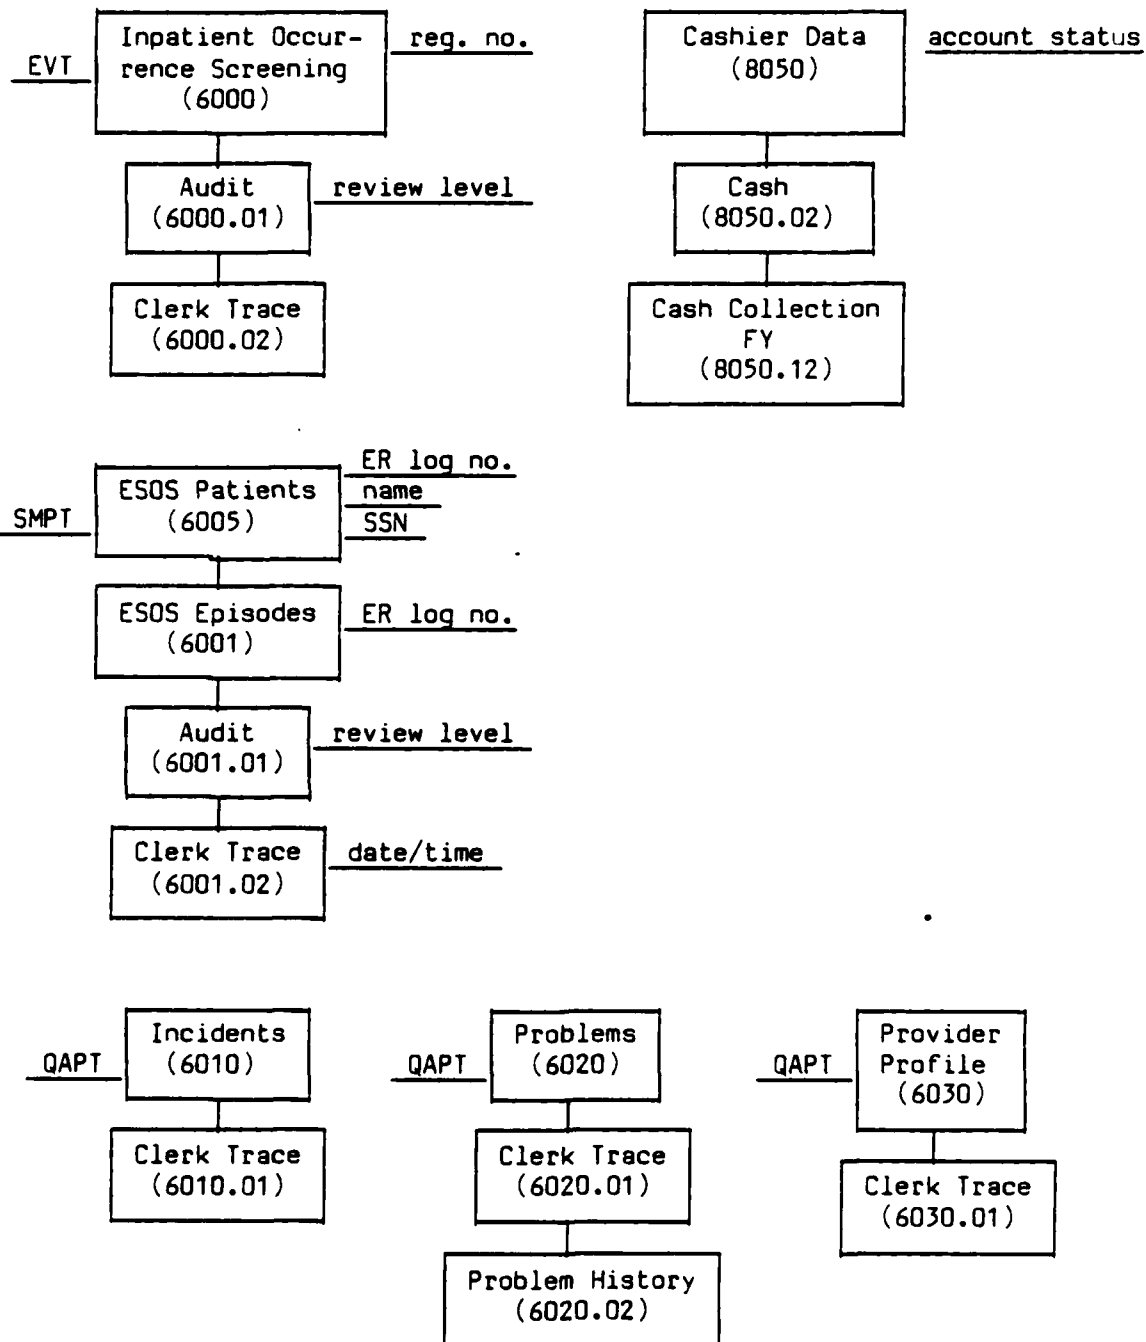 Inpatient Occur-
rence Screening
(6000)
EVT
reg. no.
Audit
(6000.01)
review level
Clerk Trace
(6000.02)
Cashier Data
(8050)
account status
Cash
(8050.02)
Cash Collection
FY
(8050.12)
ESOS Patients
(6005)
SMPT
ER log no.
name
SSN
ESOS Episodes
(6001)
ER log no.
Audit
(6001.01)
review level
Clerk Trace
(6001.02)
date/time
Incidents
(6010)
QAPT
Clerk Trace
(6010.01)
Problems
(6020)
QAPT
Clerk Trace
(6020.01)
Problem History
(6020.02)
Provider
Profile
(6030)
QAPT
Clerk Trace
(6030.01)